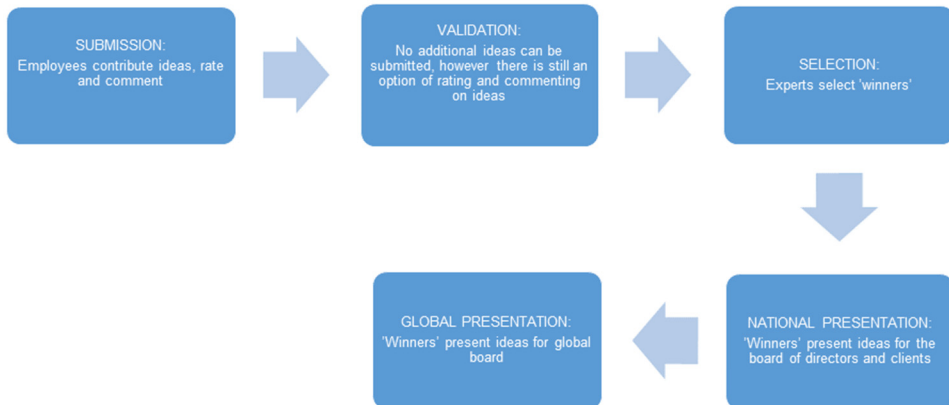 SUBMISSION:
Employees contribute ideas, rate
and comment
VALIDATION:
No additional ideas can be
submitted, however there is still an
option of rating and commenting
on ideas
SELECTION:
Experts select 'winners'
NATIONAL PRESENTATION:
'Winners' present ideas for the
board of directors and clients
GLOBAL PRESENTATION:
'Winners' present ideas for global
board